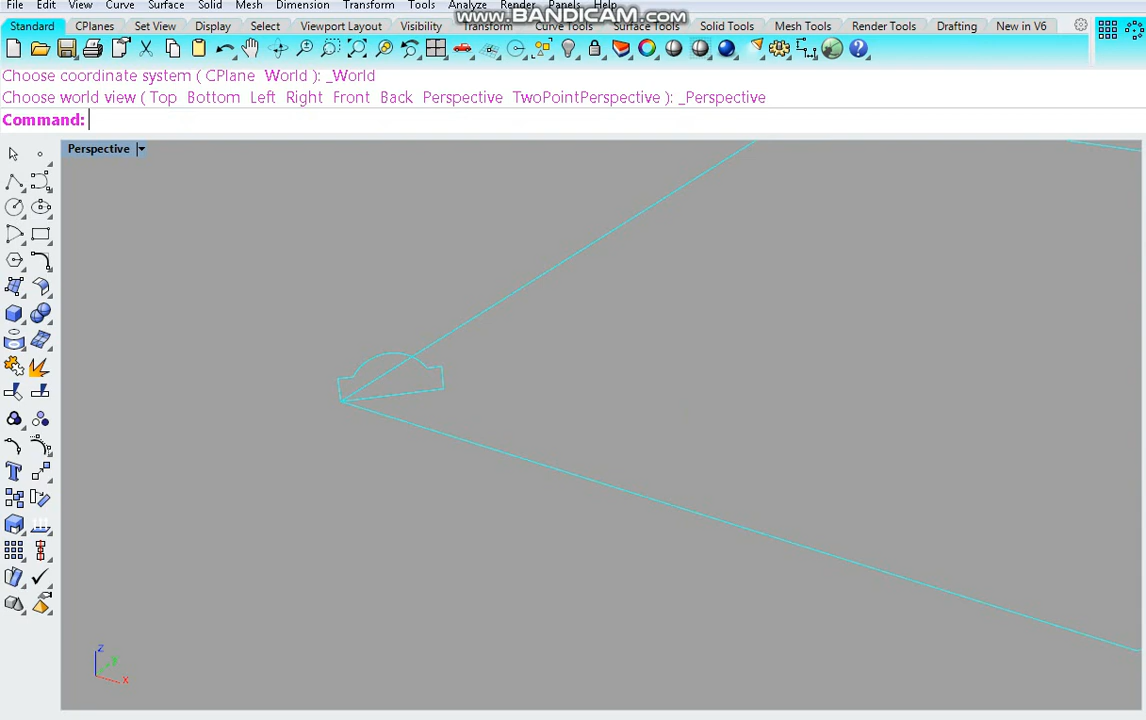 File Edit View Curve Surface Solid Mesh Dimension Transform Tools Analyze Render Panels Help
www.BANDICAM.com
Standard CPlanes Set View Display Select Viewport Layout Visibility Transform Curve Tools Surface Tools Solid Tools Mesh Tools Render Tools Drafting New in V6
Choose coordinate system ( CPlane World ): _World
Choose world view ( Top Bottom Left Right Front Back Perspective TwoPointPerspective ): _Perspective
Command:
Perspective
z
y
x